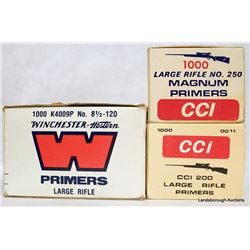 1000 K4009P No. 8½-120
WINCHESTER-Western
W
PRIMERS
LARGE RIFLE
1000
LARGE RIFLE NO. 250
MAGNUM
PRIMERS
CCI
1000 0011
CCI
CCI 200
LARGE RIFLE
PRIMERS
Landsborough Auctions